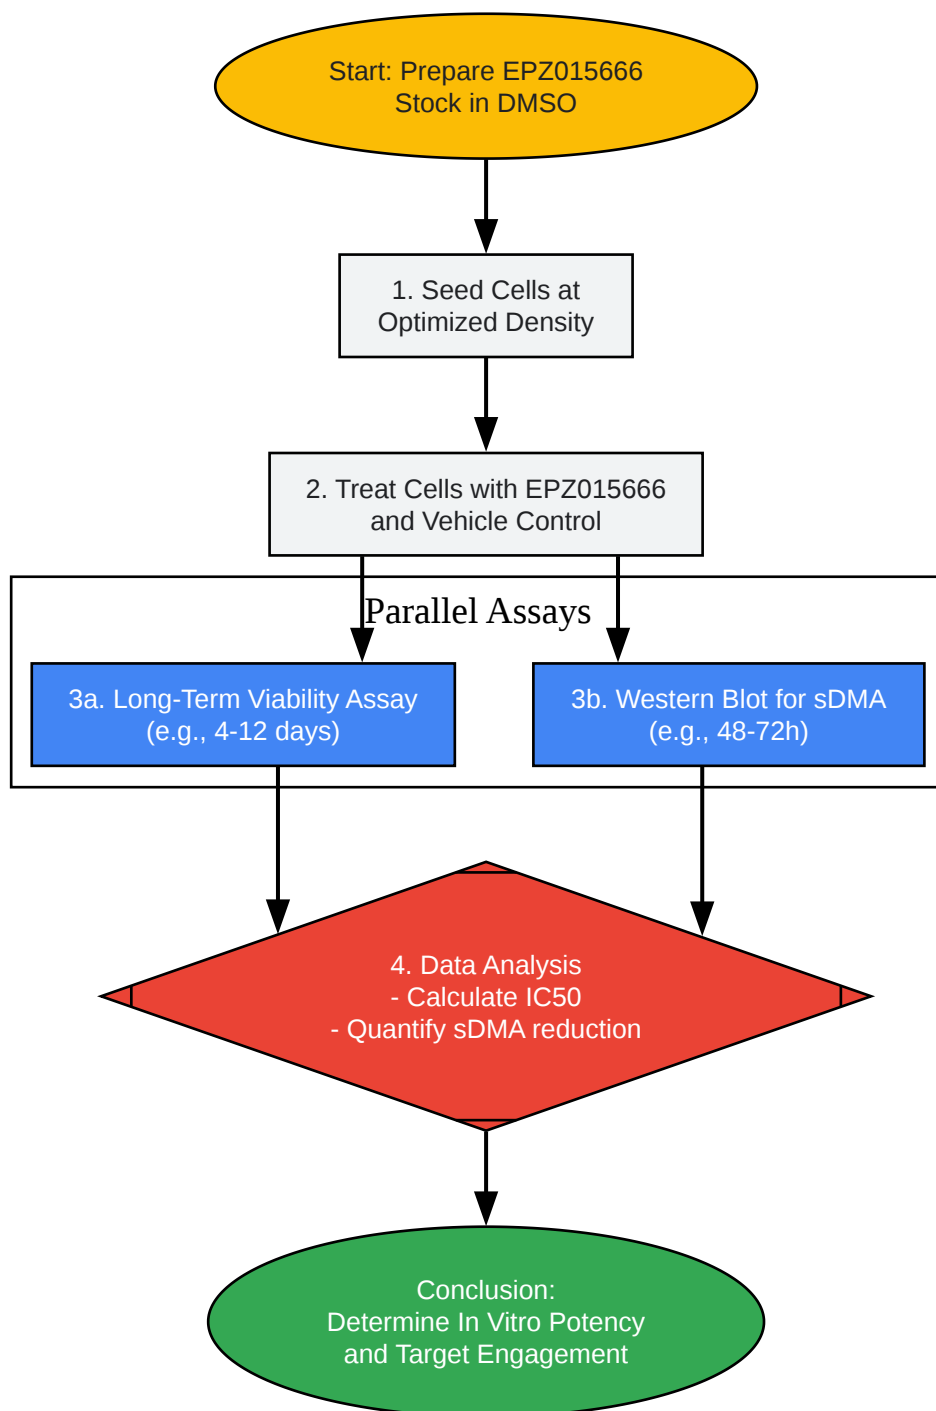 Start: Prepare EPZ015666
Stock in DMSO
1. Seed Cells at
Optimized Density
2. Treat Cells with EPZ015666
and Vehicle Control
Parallel Assays
3a. Long-Term Viability Assay
(e.g., 4-12 days)
3b. Western Blot for sDMA
(e.g., 48-72h)
4. Data Analysis
- Calculate IC50
- Quantify sDMA reduction
Conclusion:
Determine In Vitro Potency
and Target Engagement